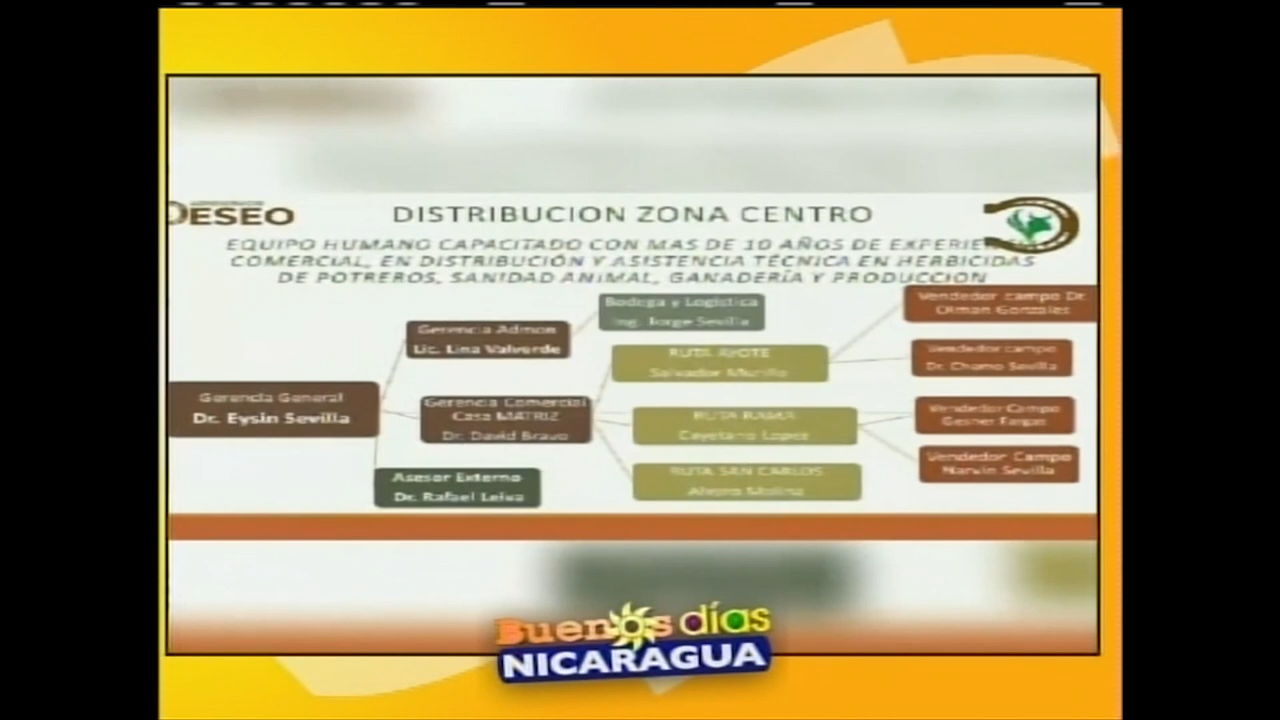 DESEO
DISTRIBUCION ZONA CENTRO
EQUIPO HUMANO CAPACITADO CON MAS DE 10 AÑOS DE
COMERCIAL, EN DISTRIBUCIÓN Y ASISTENCIA TÉCNICA EN HERBICIDAS
DE POTREROS, SANIDAD ANIMAL, GANADERÍA Y PRODUCCION
Gerencia General
Dr. Eysin Sevilla
Gerencia Admon
Lic. Lina Valverde
Gerencia Comercial
Casa MATRIZ
Dr. David Bravo
Asesor Externo
Dr. Rafael Leiva
Bodega y Logística
Ing. Jorge Sevilla
RUTA AYOTE
Salvador Murillo
RUTA RAMA
Cayetano Lopez
RUTA SAN CARLOS
Alvaro Molina
Vendedor campo Dr.
Olman Gonzales
Vendedor campo
Dr. Chamo Sevilla
Vendedor Campo
Gesner
Vendedor Campo
Marvin Sevilla
Buenos días
NICARAGUA